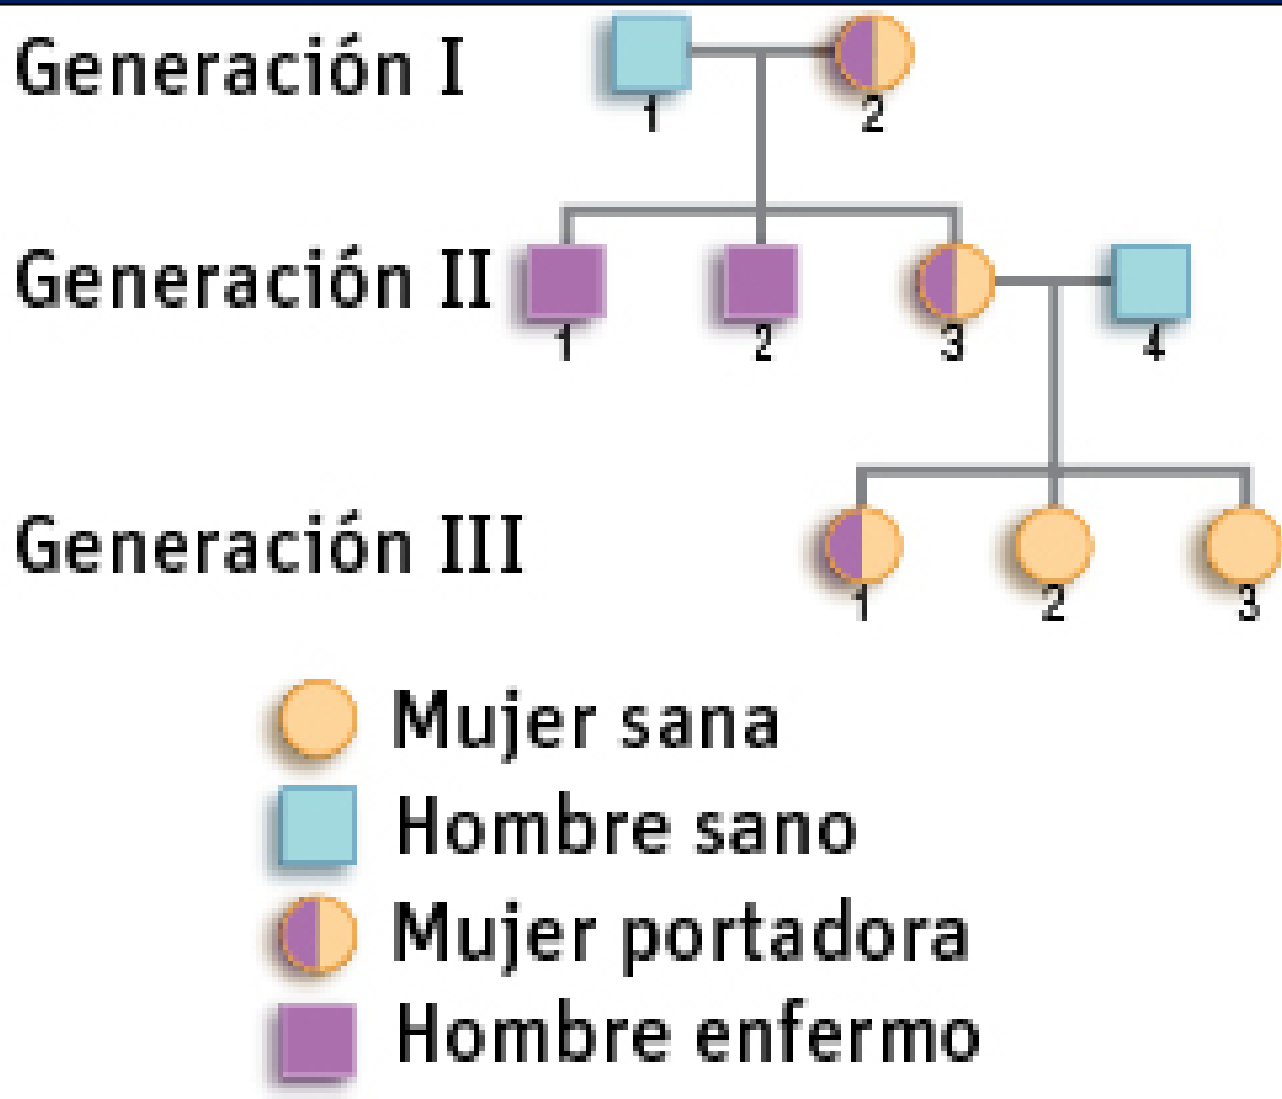 Generación I
1 2
Generación II
1 2 3 4
Generación III
1 2 3
Mujer sana
Hombre sano
Mujer portadora
Hombre enfermo